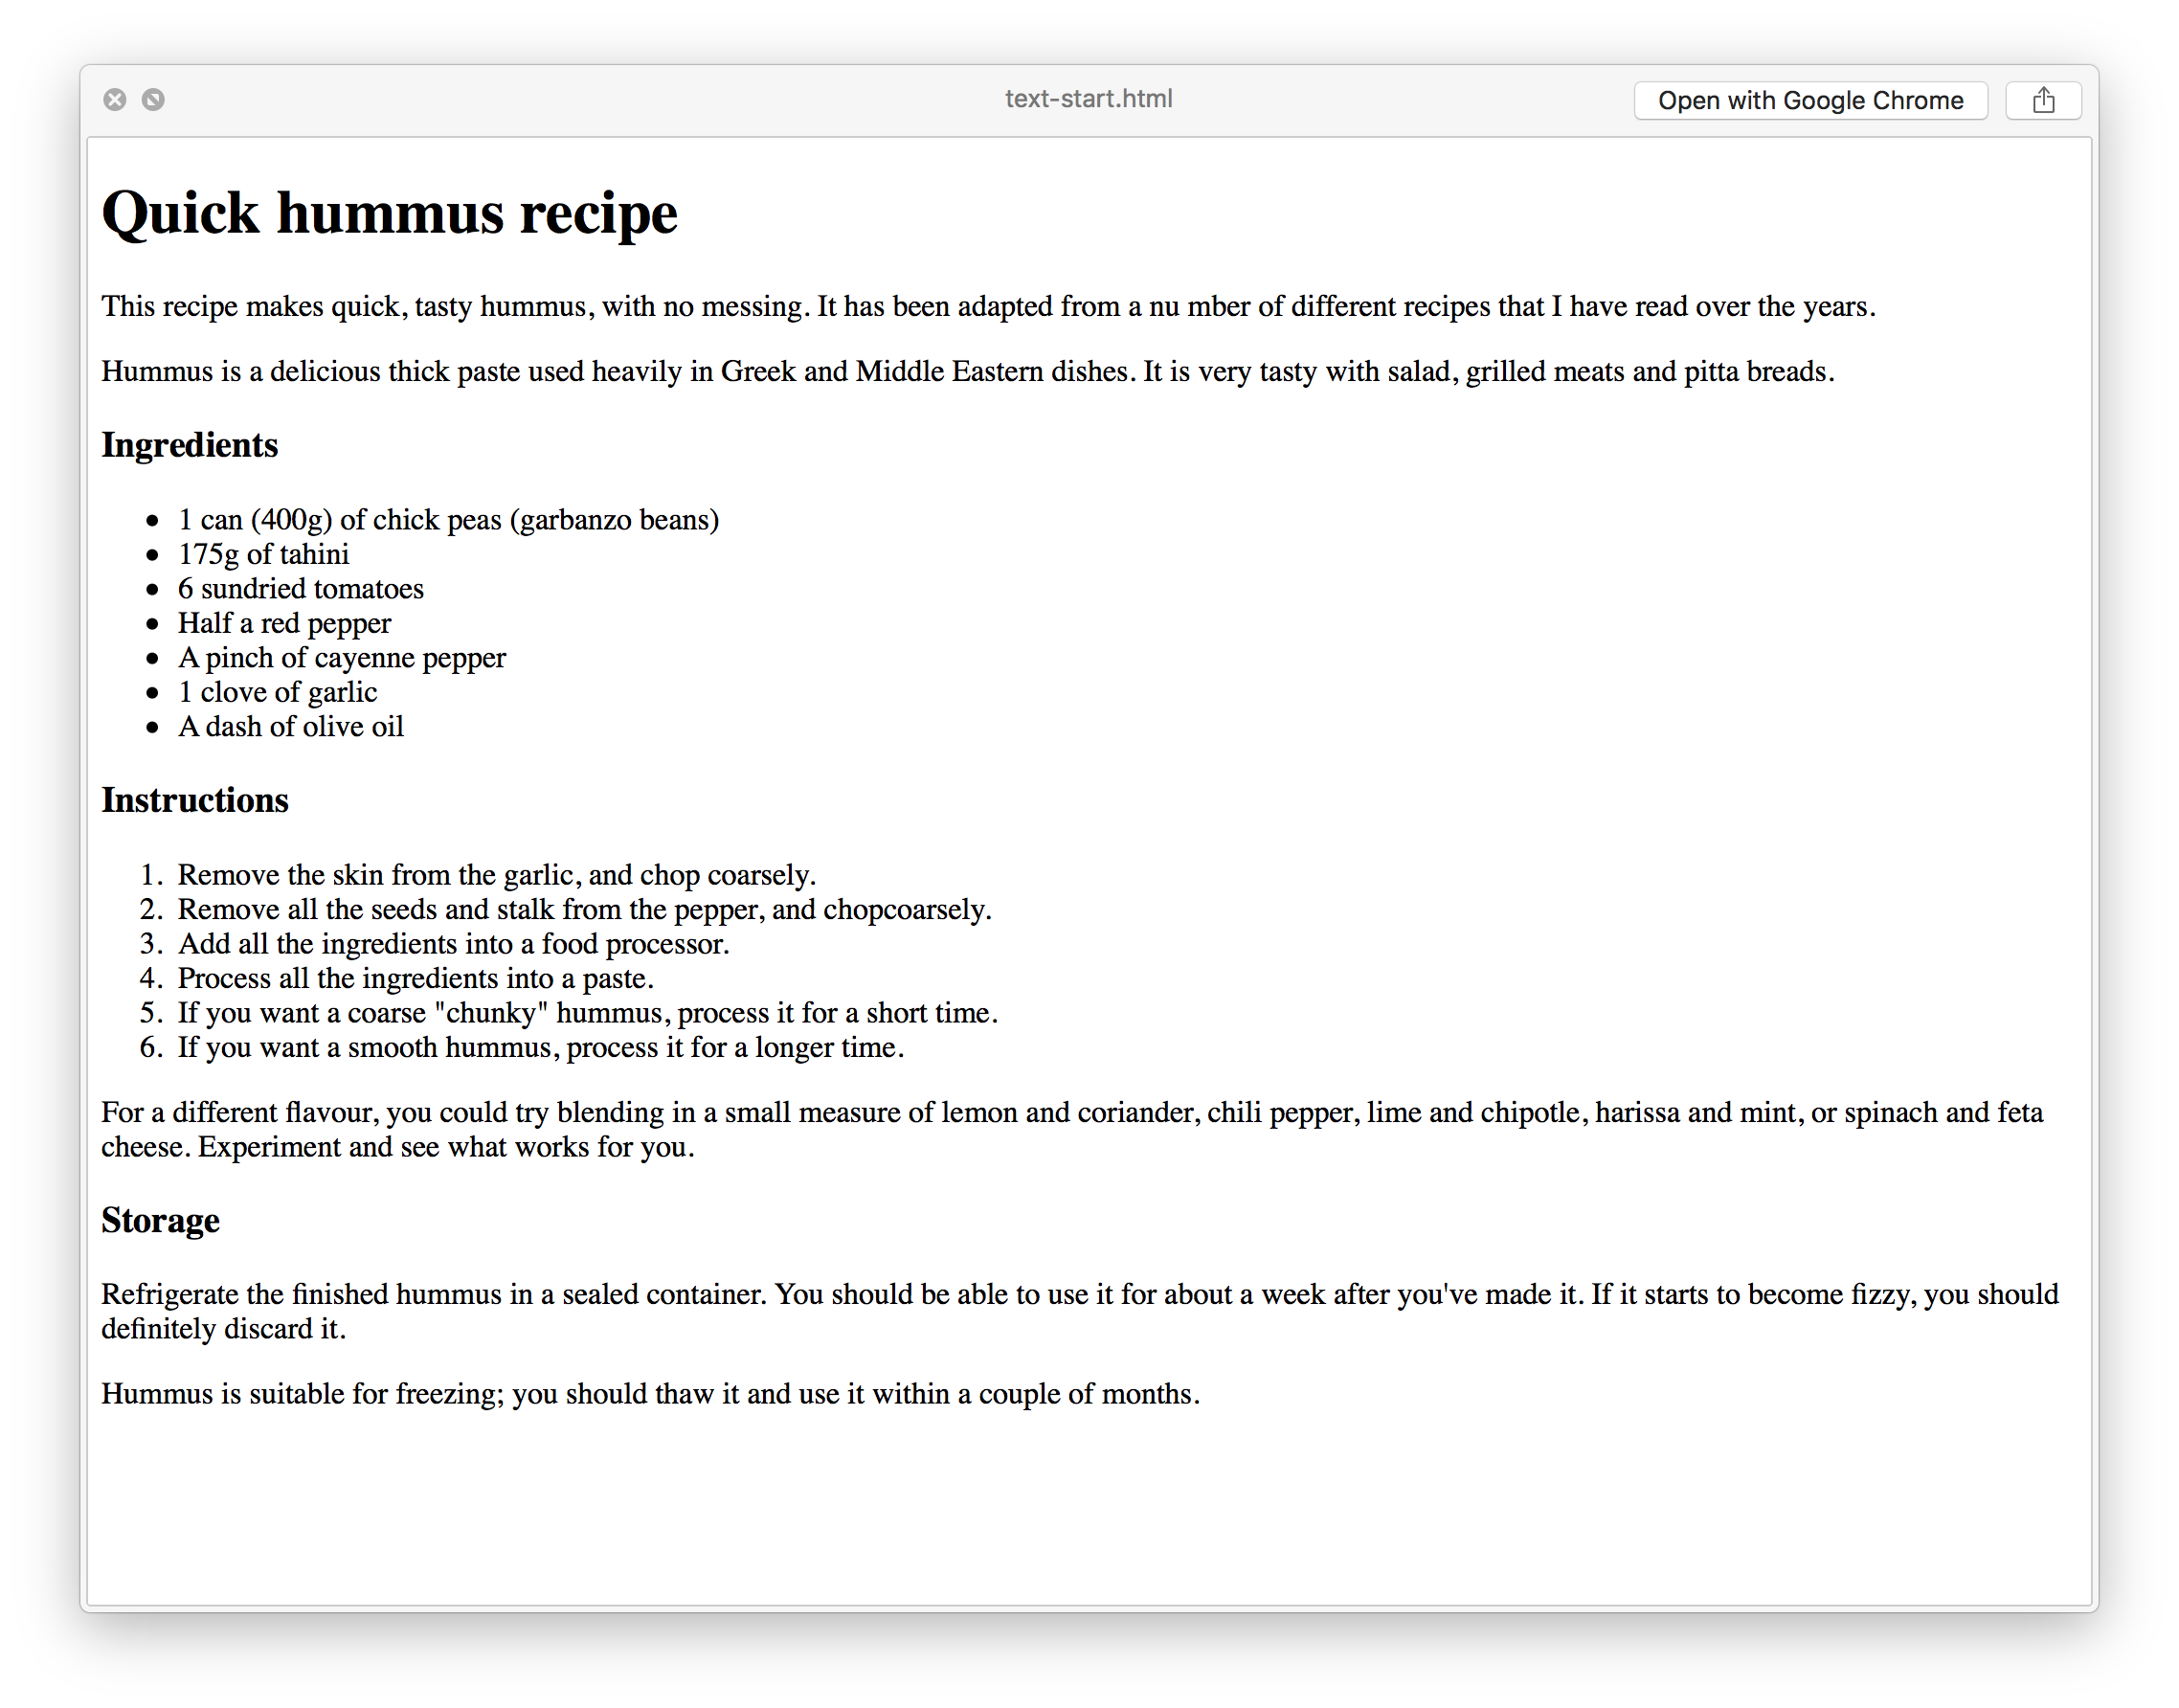 text-start.html
Open with Google Chrome
Quick hummus recipe
This recipe makes quick, tasty hummus, with no messing. It has been adapted from a nu mber of different recipes that I have read over the years.
Hummus is a delicious thick paste used heavily in Greek and Middle Eastern dishes. It is very tasty with salad, grilled meats and pitta breads.
Ingredients
• 1 can (400g) of chick peas (garbanzo beans)
• 175g of tahini
• 6 sundried tomatoes
• Half a red pepper
• A pinch of cayenne pepper
• 1 clove of garlic
• A dash of olive oil
Instructions
1. Remove the skin from the garlic, and chop coarsely.
2. Remove all the seeds and stalk from the pepper, and chopcoarsely.
3. Add all the ingredients into a food processor.
4. Process all the ingredients into a paste.
5. If you want a coarse "chunky" hummus, process it for a short time.
6. If you want a smooth hummus, process it for a longer time.
For a different flavour, you could try blending in a small measure of lemon and coriander, chili pepper, lime and chipotle, harissa and mint, or spinach and feta
cheese. Experiment and see what works for you.
Storage
Refrigerate the finished hummus in a sealed container. You should be able to use it for about a week after you've made it. If it starts to become fizzy, you should
definitely discard it.
Hummus is suitable for freezing; you should thaw it and use it within a couple of months.